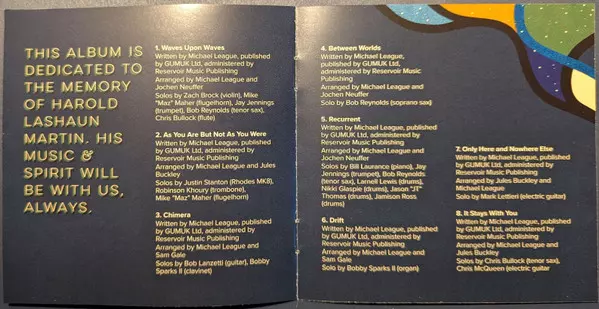 THIS ALBUM IS
DEDICATED TO
THE MEMORY
OF HAROLD
LASHAUN
MARTIN. HIS
MUSIC &
SPIRIT WILL
BE WITH US,
ALWAYS.
1. Waves Upon Waves
Written by Michael League, published
by GUMUK Ltd, administered by
Reservoir Music Publishing
Arranged by Michael League and
Jochen Neuffer
Solos by Zach Brock (violin), Mike
"Maz" Maher (flugelhorn), Jay Jennings
(trumpet), Bob Reynolds (tenor sax),
Chris Bullock (flute)
2. As You Are But Not As You Were
Written by Michael League, published
by GUMUK Ltd, administered by
Reservoir Music Publishing
Arranged by Michael League and Jules
Buckley
Solos by Justin Stanton (Rhodes MK8),
Robinson Khoury (trombone),
Mike "Maz" Maher (flugelhorn)
3. Chimera
Written by Michael League, published
by GUMUK Ltd, administered by
Reservoir Music Publishing
Arranged by Michael League and
Sam Gale
Solos by Bob Lanzetti (guitar), Bobby
Sparks II (clavinet)
4. Between Worlds
Written by Michael League,
published by GUMUK Ltd,
administered by Reservoir
Music Publishing
Arranged by Michael League and
Jochen Neuffer
Solo by Bob Reynolds (soprano sax)
5. Recurrent
Written by Michael League, published
by GUMUK Ltd, administered by
Reservoir Music Publishing
Arranged by Michael League and
Jochen Neuffer
Solos by Bill Laurance (piano), Jay
Jennings (trumpet), Bob Reynolds
(tenor sax), Larnell Lewis (drums),
Nikki Glaspie (drums), Jason "JT"
Thomas (drums), Jamison Ross
(drums)
6. Drift
Written by Michael League, published
by GUMUK Ltd, administered by
Reservoir Music Publishing
Arranged by Michael League and
Sam Gale
Solo by Bobby Sparks II (organ)
7. Only Here and Nowhere Else
Written by Michael League, published
by GUMUK Ltd, administered by
Reservoir Music Publishing
Arranged by Jules Buckley and
Michael League
Solo by Mark Lettieri (electric guitar)
8. It Stays With You
Written by Michael League, published
by GUMUK Ltd, administered by
Reservoir Music Publishing
Arranged by Michael League and Jules
Buckley
Solos by Chris Bullock (tenor sax),
Chris McQueen (electric guitar